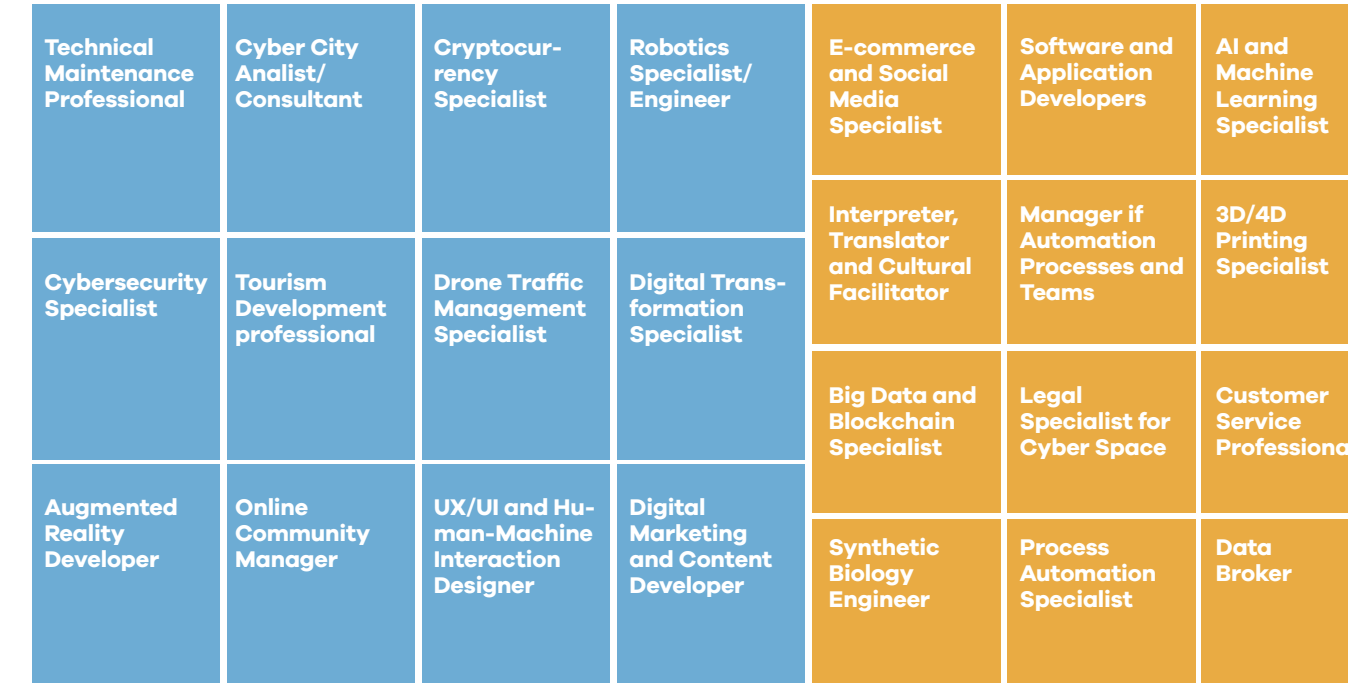 Technical
Maintenance
Professional
Cyber City
Analyst/
Consultant
Cryptocur-
rency
Specialist
Robotics
Specialist/
Engineer
Cybersecurity
Specialist
Tourism
Development
professional
Drone Traffic
Management
Specialist
Digital Trans-
formation
Specialist
Augmented
Reality
Developer
Online
Community
Manager
UX/UI and Hu-
man-Machine
Interaction
Designer
Digital
Marketing
and Content
Developer
E-commerce
and Social
Media
Specialist
Software and
Application
Developers
AI and
Machine
Learning
Specialist
Interpreter,
Translator
and Cultural
Facilitator
Manager if
Automation
Processes and
Teams
3D/4D
Printing
Specialist
Big Data and
Blockchain
Specialist
Legal
Specialist for
Cyber Space
Customer
Service
Professiona
Synthetic
Biology
Engineer
Process
Automation
Specialist
Data
Broker